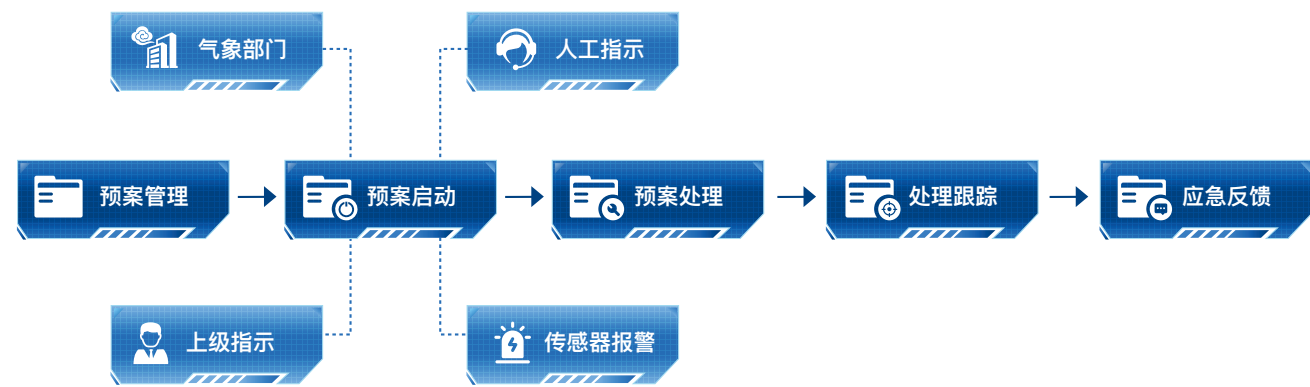 气象部门
人工指示
预案管理
预案启动
预案处理
处理跟踪
应急反馈
上级指示
传感器报警